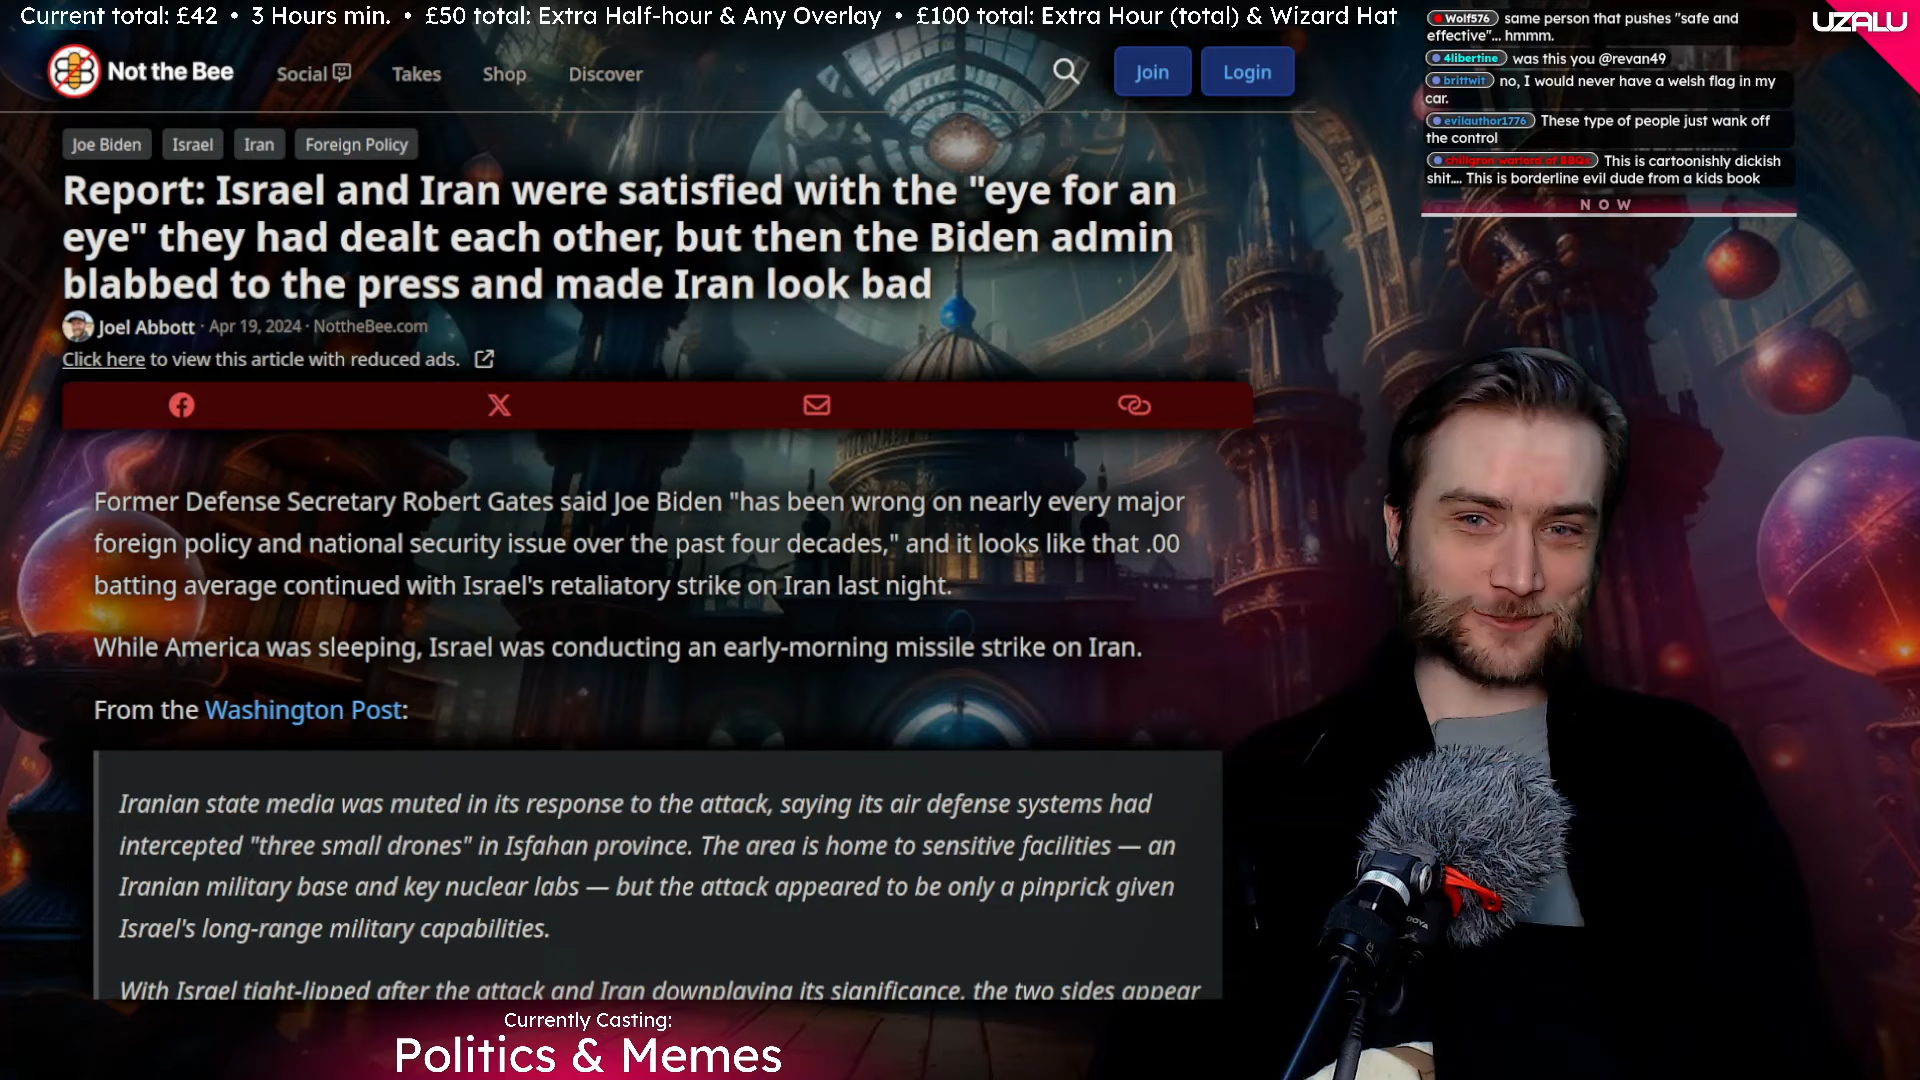 Current total: £42 • 3 Hours min. • £50 total: Extra Half-hour & Any Overlay • £100 total: Extra Hour (total) & Wizard Hat
UZALU
Wolf576 same person that pushes "safe and
effective"... hmmm.
4libertine was this you @revan49
brittwit no, I would never have a welsh flag in my
car.
evilauthor1776 These type of people just wank off
the control
chillgron warlord of BBQs This is cartoonishly dickish
shit.... This is borderline evil dude from a kids book
NOW
Not the Bee Social Takes Shop Discover Join Login
Joe Biden Israel Iran Foreign Policy
Report: Israel and Iran were satisfied with the "eye for an
eye" they had dealt each other, but then the Biden admin
blabbed to the press and made Iran look bad
Joel Abbott · Apr 19, 2024 · NottheBee.com
Click here to view this article with reduced ads.
Former Defense Secretary Robert Gates said Joe Biden "has been wrong on nearly every major
foreign policy and national security issue over the past four decades," and it looks like that .00
batting average continued with Israel's retaliatory strike on Iran last night.
While America was sleeping, Israel was conducting an early-morning missile strike on Iran.
From the Washington Post:
Iranian state media was muted in its response to the attack, saying its air defense systems had
intercepted "three small drones" in Isfahan province. The area is home to sensitive facilities — an
Iranian military base and key nuclear labs — but the attack appeared to be only a pinprick given
Israel's long-range military capabilities.
With Israel tight-lipped after the attack and Iran downplaying its significance, the two sides appear
BOYA
Currently Casting:
Politics & Memes